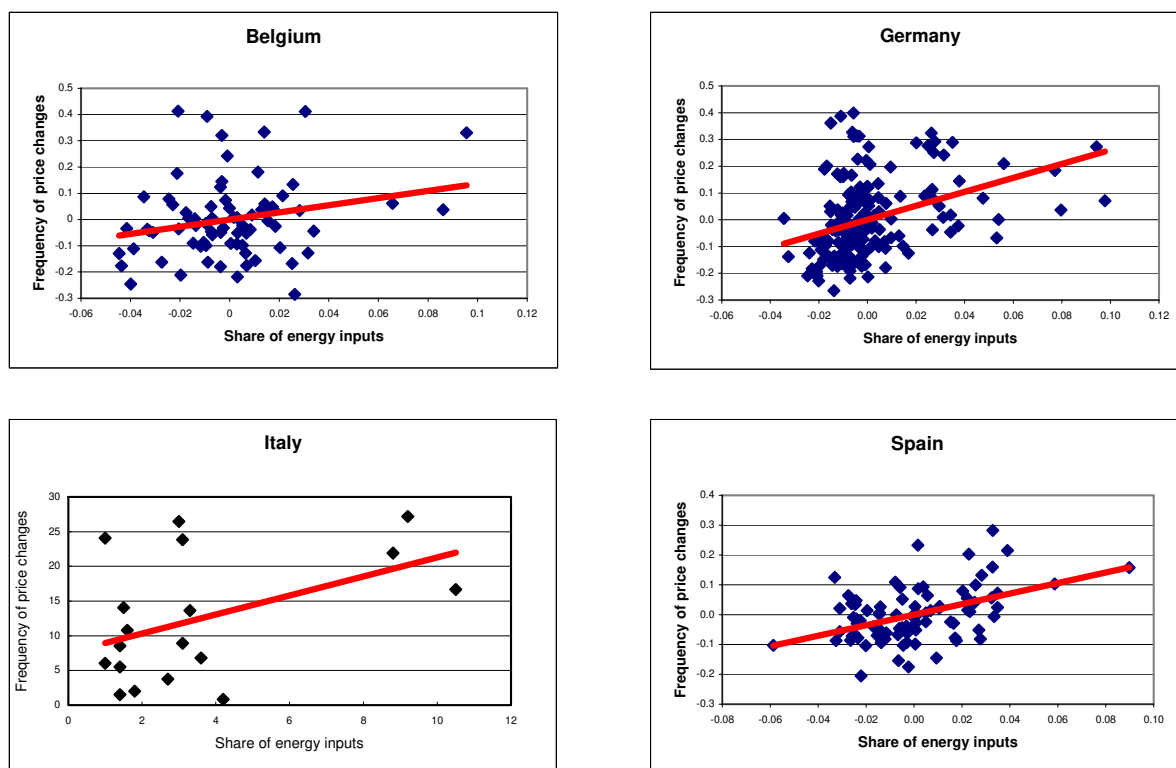 Belgium
Frequency of price changes
0.5
0.4
0.3
0.2
0.1
0
-0.1
-0.2
-0.3
-0.06 -0.04 -0.02 0 0.02 0.04 0.06 0.08 0.1 0.12
Share of energy inputs
Germany
Frequency of price changes
0.5
0.4
0.3
0.2
0.1
0.0
-0.1
-0.2
-0.3
-0.06 -0.04 -0.02 0.00 0.02 0.04 0.06 0.08 0.10 0.12
Share of energy inputs
Italy
Frequency of price changes
30
25
20
15
10
5
0
0 2 4 6 8 10 12
Share of energy inputs
Spain
Frequency of price changes
0.4
0.3
0.2
0.1
0.0
-0.1
-0.2
-0.3
-0.08 -0.06 -0.04 -0.02 0.00 0.02 0.04 0.06 0.08 0.10
Share of energy inputs